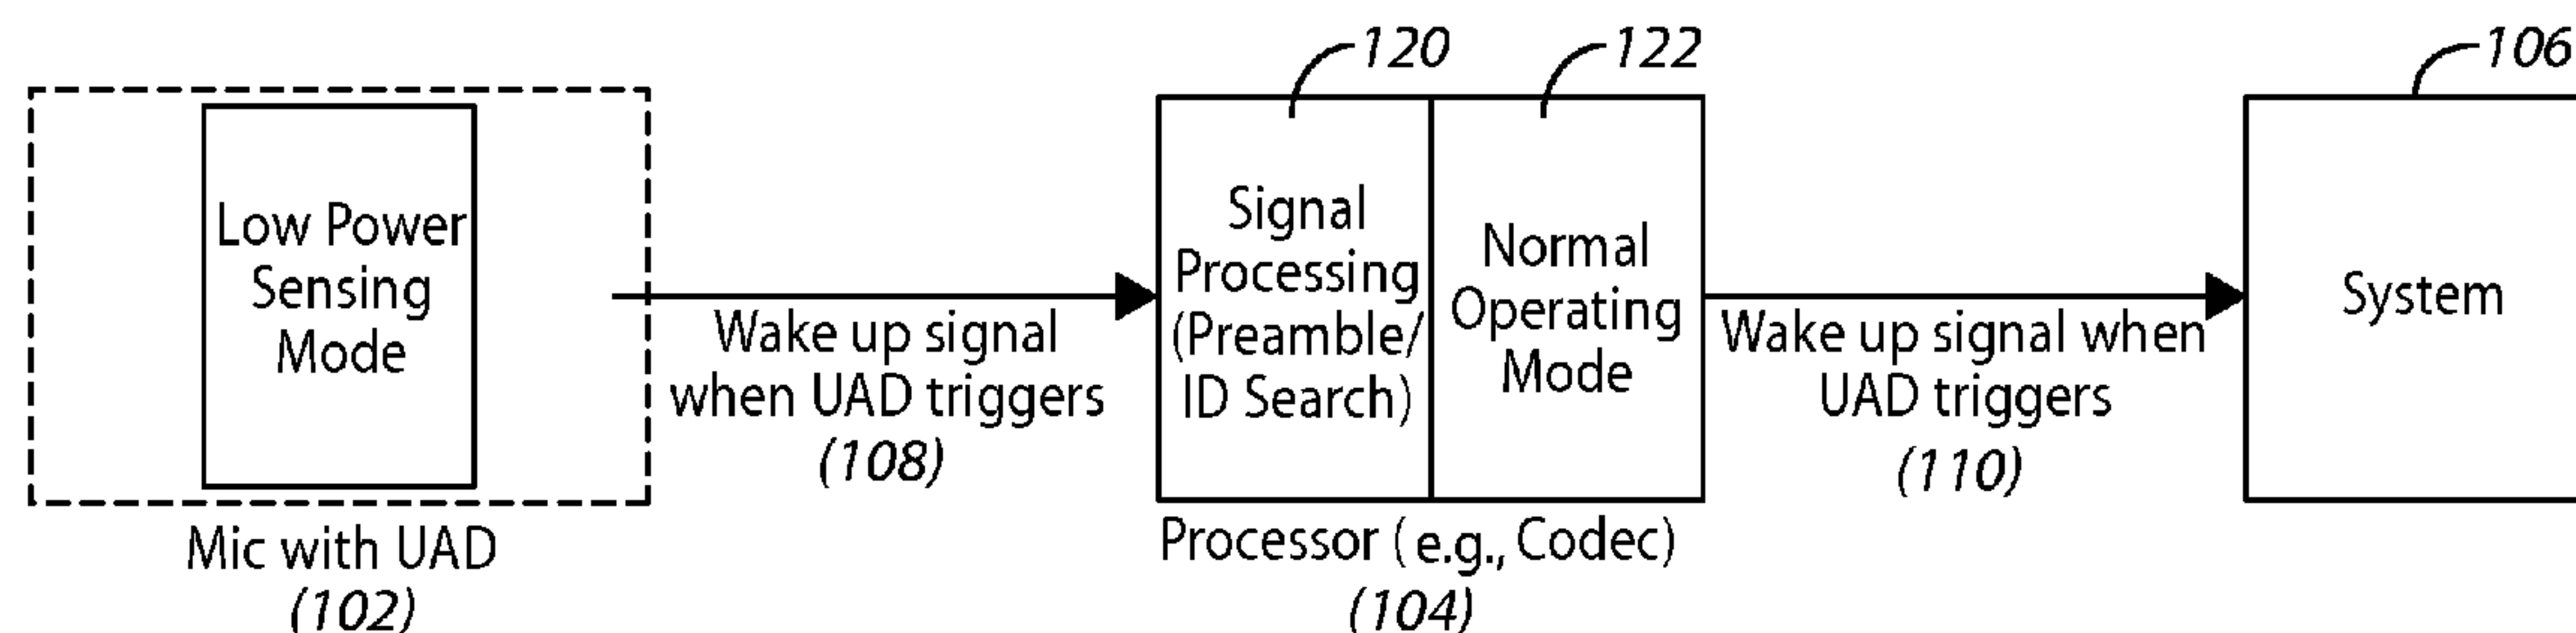 120
122
106
Low Power
Sensing
Mode
Mic with UAD
(102)
Wake up signal
when UAD triggers
(108)
Signal
Processing
(Preamble/
ID Search)
Normal
Operating
Mode
Processor (e.g., Codec)
(104)
Wake up signal when
UAD triggers
(110)
System